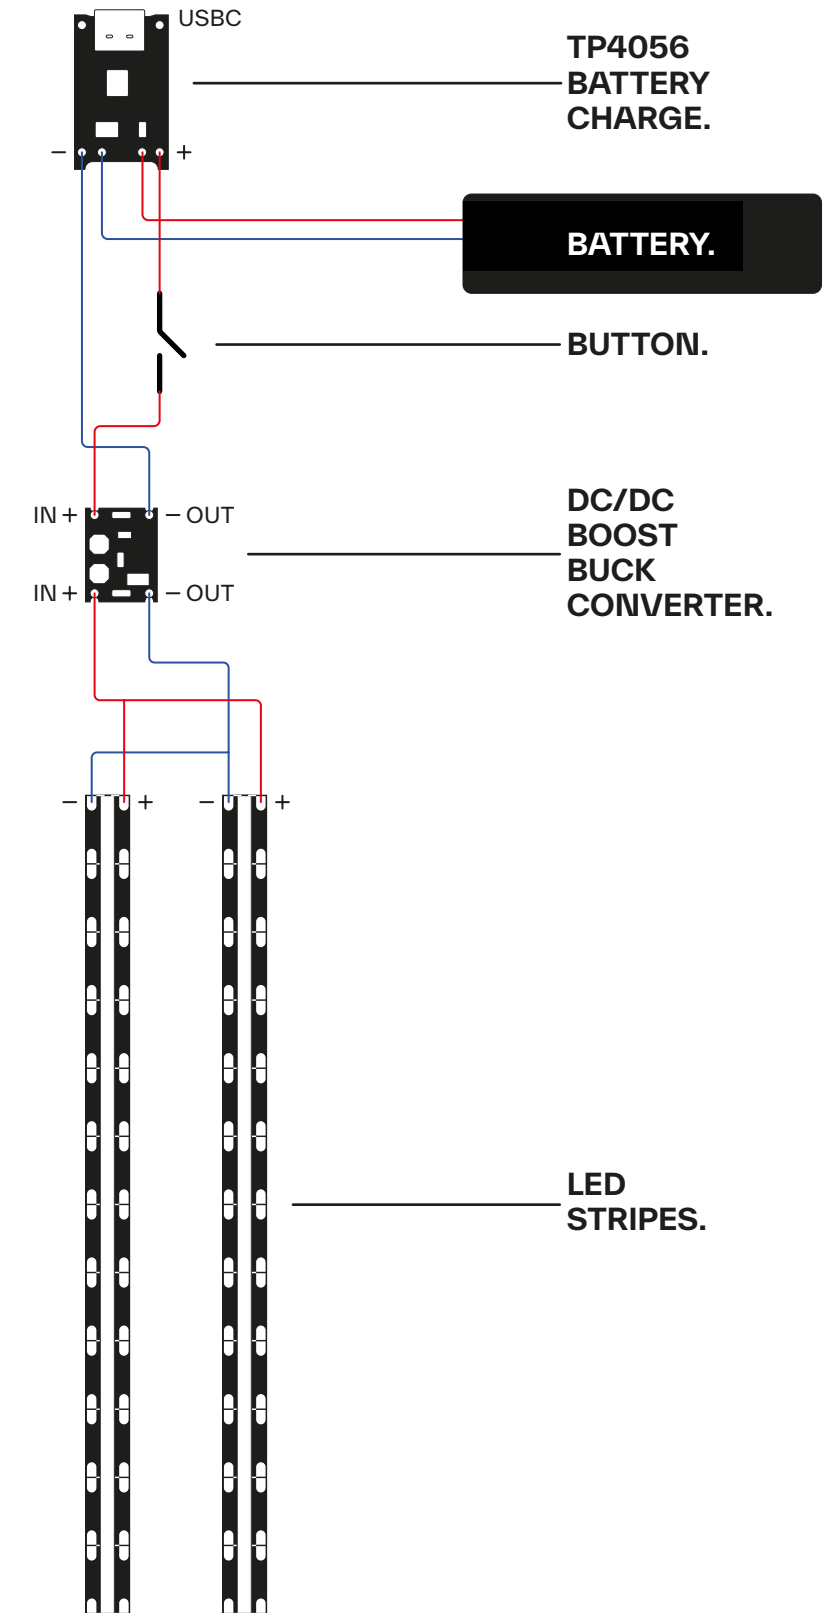 USBC
TP4056
BATTERY
CHARGE.
− +
BATTERY.
BUTTON.
DC/DC
BOOST
BUCK
CONVERTER.
IN + − OUT
IN + − OUT
− + − +
LED
STRIPES.